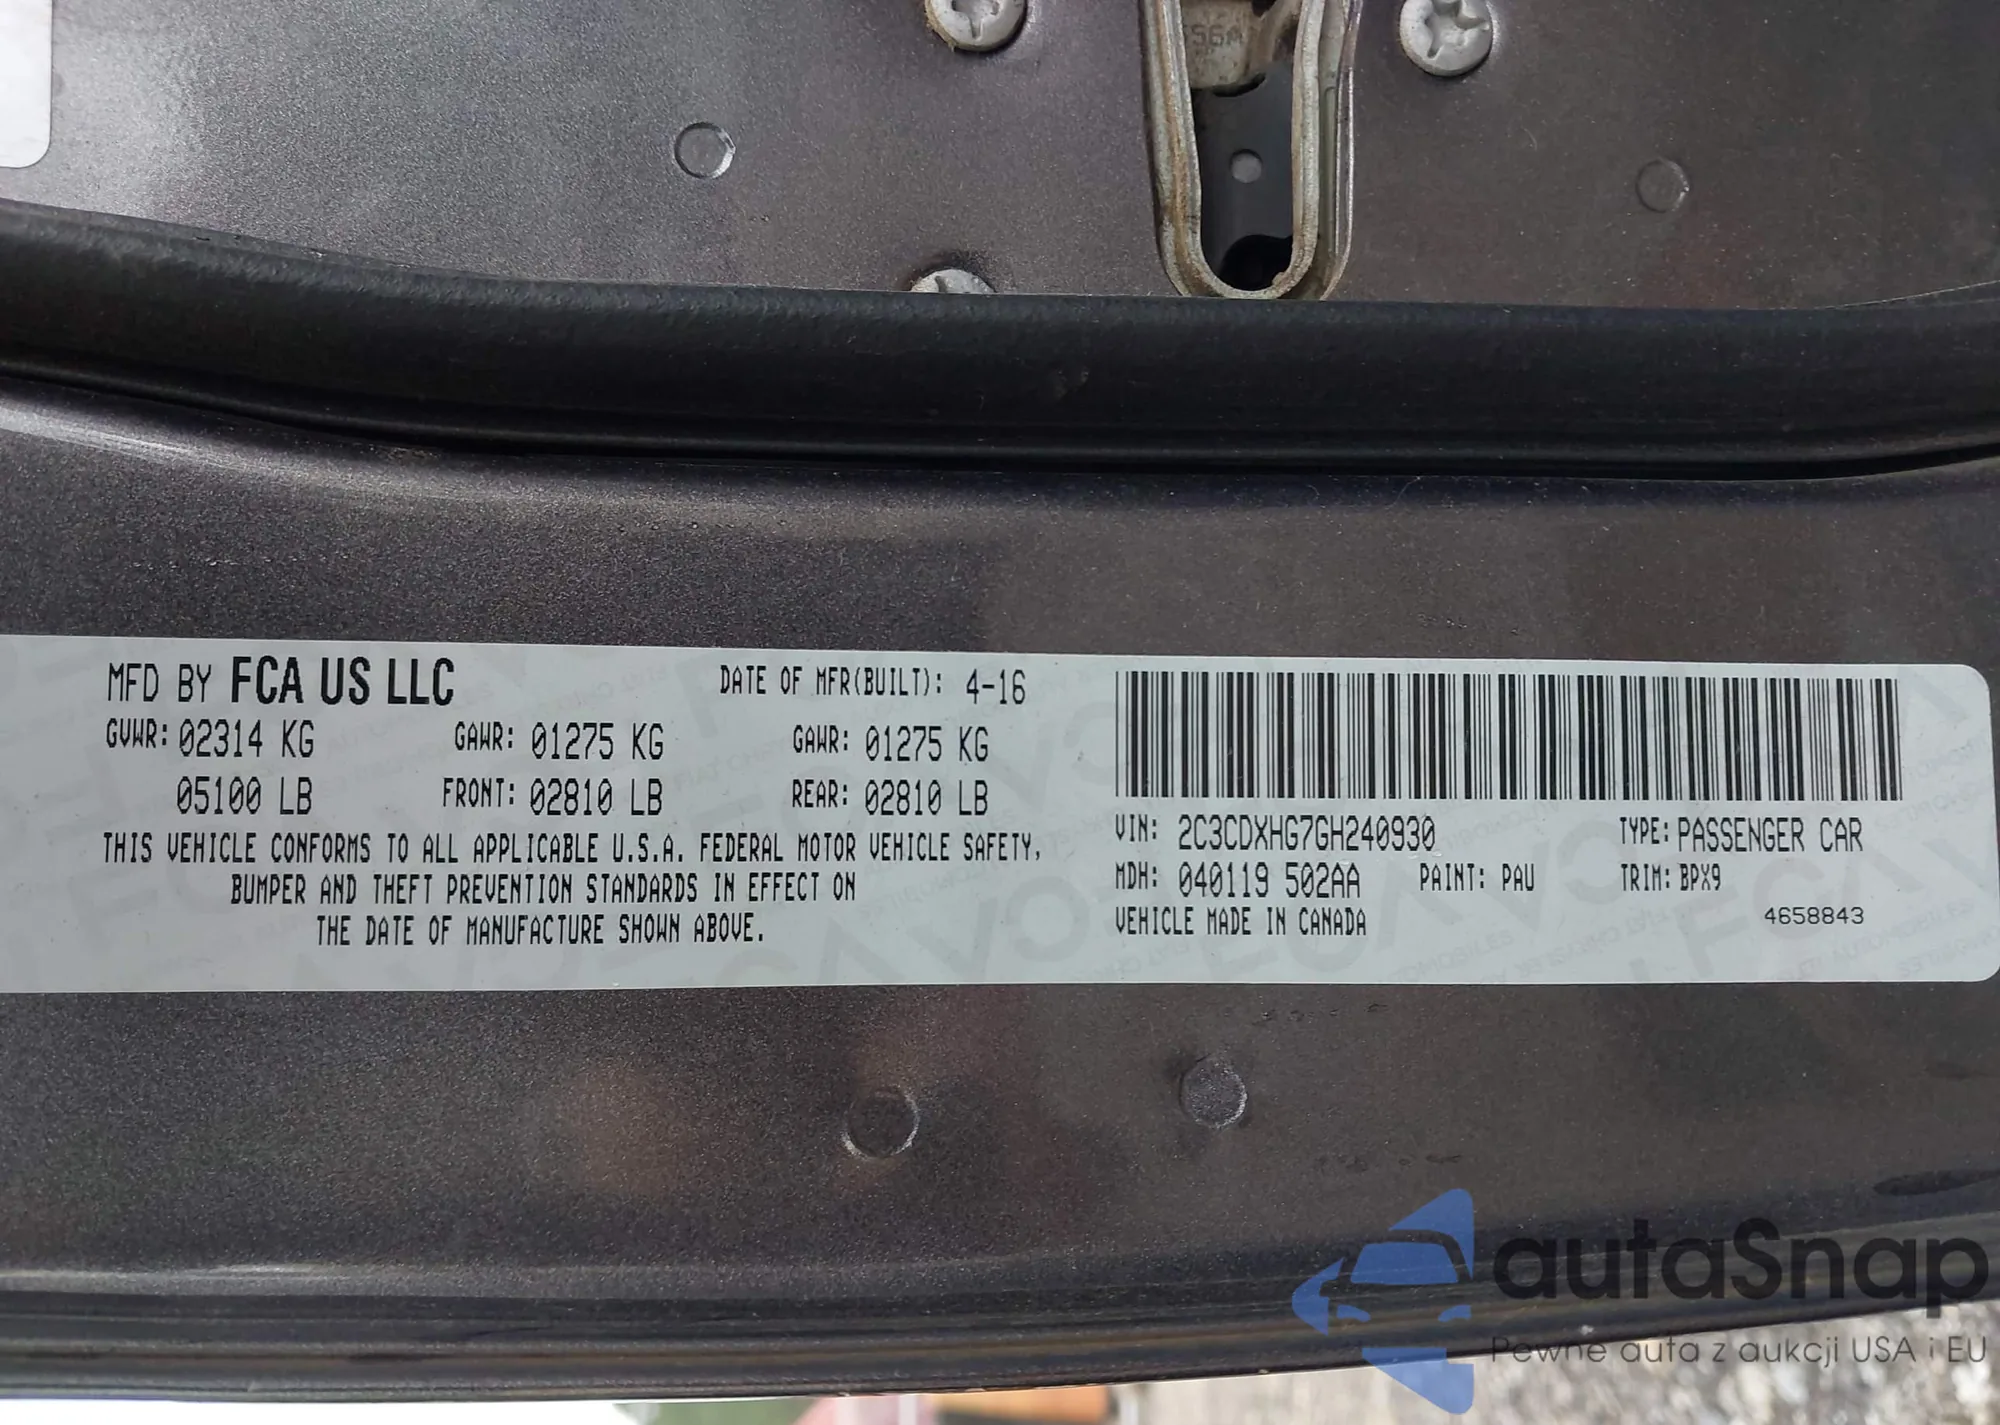 MFD BY FCA US LLC
DATE OF MFR(BUILT): 4-16
GVWR: 02314 KG GAWR: 01275 KG GAWR: 01275 KG
05100 LB FRONT: 02810 LB REAR: 02810 LB
THIS VEHICLE CONFORMS TO ALL APPLICABLE U.S.A. FEDERAL MOTOR VEHICLE SAFETY,
BUMPER AND THEFT PREVENTION STANDARDS IN EFFECT ON
THE DATE OF MANUFACTURE SHOWN ABOVE.
VIN: 2C3CDXHG7GH240930 TYPE: PASSENGER CAR
MDH: 040119 502AA PAINT: PAU TRIM: BPX9
VEHICLE MADE IN CANADA 4658843
autaSnap
Pewne auta z aukcji USA i EU